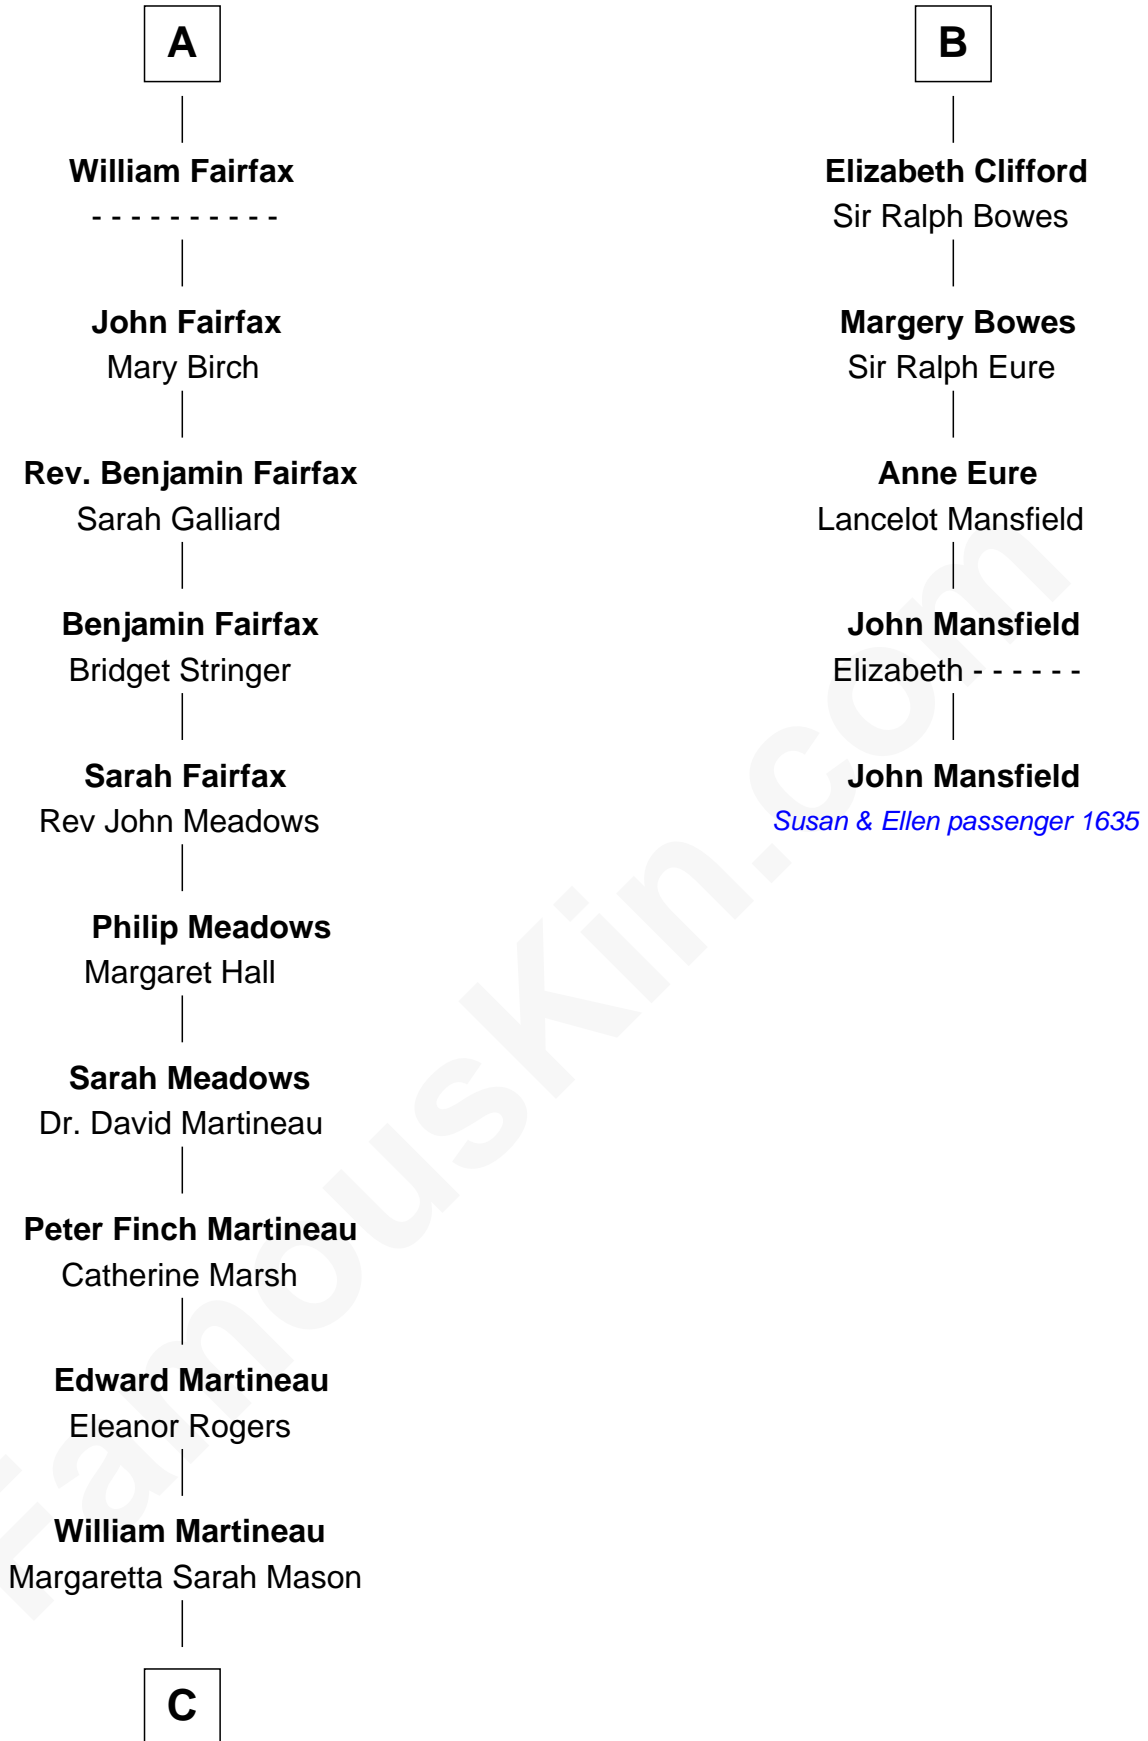 A
William Fairfax
- - - - - - - - - -
John Fairfax
Mary Birch
Rev. Benjamin Fairfax
Sarah Galliard
Benjamin Fairfax
Bridget Stringer
Sarah Fairfax
Rev John Meadows
Philip Meadows
Margaret Hall
Sarah Meadows
Dr. David Martineau
Peter Finch Martineau
Catherine Marsh
Edward Martineau
Eleanor Rogers
William Martineau
Margaretta Sarah Mason
C
B
Elizabeth Clifford
Sir Ralph Bowes
Margery Bowes
Sir Ralph Eure
Anne Eure
Lancelot Mansfield
John Mansfield
Elizabeth - - - - - -
John Mansfield
Susan & Ellen passenger 1635
FamousKin.com